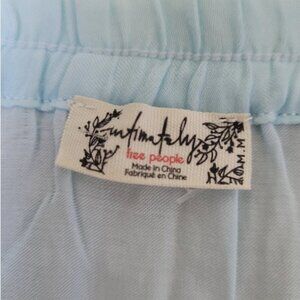 intimately
free people
Made in China
Fabriqué en Chine